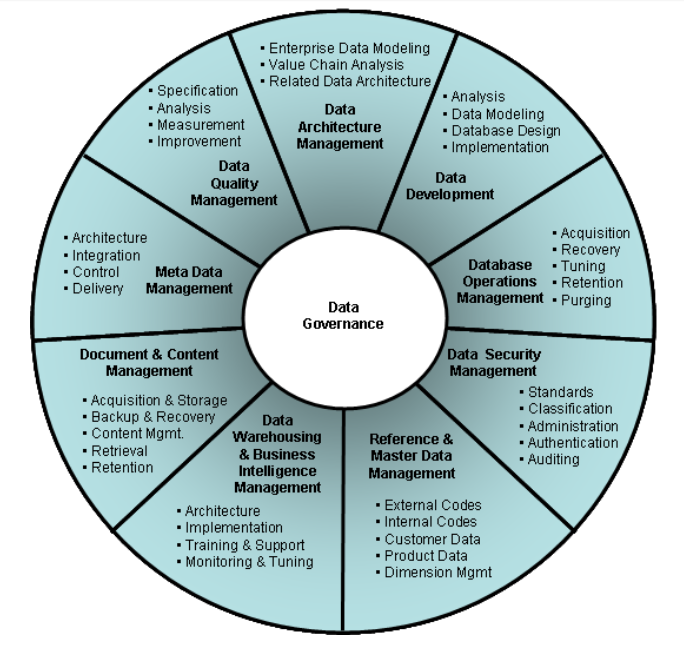 ▪ Enterprise Data Modeling
▪ Value Chain Analysis
▪ Related Data Architecture
Data
Architecture
Management
▪ Analysis
▪ Data Modeling
▪ Database Design
▪ Implementation
Data
Development
▪ Acquisition
▪ Recovery
▪ Tuning
▪ Retention
▪ Purging
Database
Operations
Management
Data Security
Management
▪ Standards
▪ Classification
▪ Administration
▪ Authentication
▪ Auditing
Reference &
Master Data
Management
▪ External Codes
▪ Internal Codes
▪ Customer Data
▪ Product Data
▪ Dimension Mgmt
Data
Warehousing
& Business
Intelligence
Management
▪ Architecture
▪ Implementation
▪ Training & Support
▪ Monitoring & Tuning
Document & Content
Management
▪ Acquisition & Storage
▪ Backup & Recovery
▪ Content Mgmt.
▪ Retrieval
▪ Retention
▪ Architecture
▪ Integration
▪ Control
▪ Delivery
Meta Data
Management
▪ Specification
▪ Analysis
▪ Measurement
▪ Improvement
Data
Quality
Management
Data
Governance